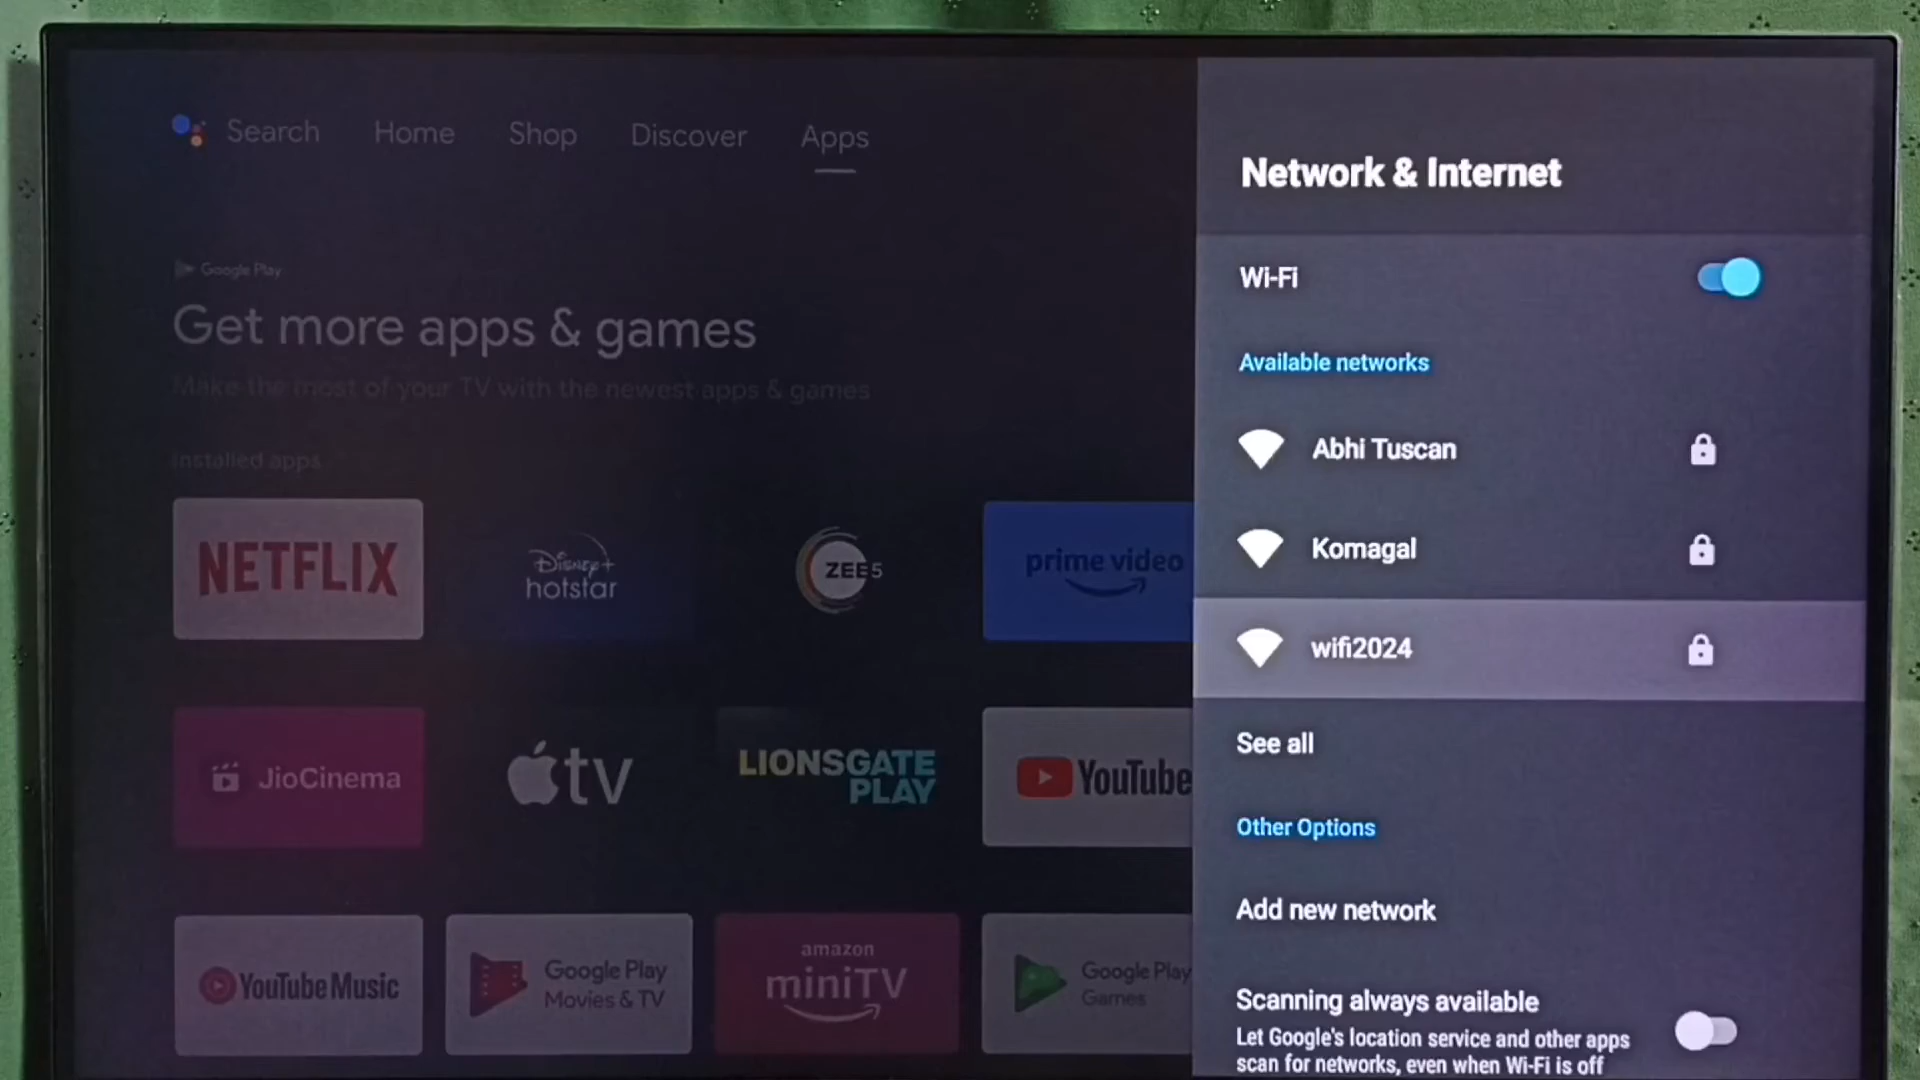 Search Home Shop Discover Apps
Google Play
Get more apps & games
Make the most of your TV with the newest apps & games
Installed apps
NETFLIX
Disney+
hotstar
ZEE5
prime video
JioCinema
tv
LIONSGATE
PLAY
YouTube
YouTube Music
Google Play
Movies & TV
amazon
miniTV
Google Play
Games
Network & Internet
Wi-Fi
Available networks
Abhi Tuscan
Komagal
wifi2024
See all
Other Options
Add new network
Scanning always available
Let Google's location service and other apps
scan for networks, even when Wi-Fi is off